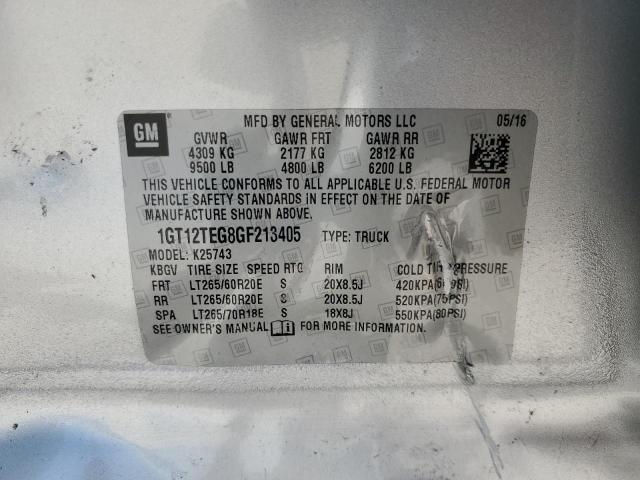 GM
MFD BY GENERAL MOTORS LLC 05/16
GVWR GAWR FRT GAWR RR
4309 KG 2177 KG 2812 KG
9500 LB 4800 LB 6200 LB
THIS VEHICLE CONFORMS TO ALL APPLICABLE U.S. FEDERAL MOTOR
VEHICLE SAFETY STANDARDS IN EFFECT ON THE DATE OF
MANUFACTURE SHOWN ABOVE.
1GT12TEG8GF213405 TYPE: TRUCK
MODEL: K25743
KBGV TIRE SIZE SPEED RTG RIM COLD TIRE PRESSURE
FRT LT265/60R20E S 20X8.5J 420KPA
RR LT265/60R20E S 20X8.5J 520KPA(75PSI)
SPA LT265/70R18E S 18X8J 550KPA(80PSI)
SEE OWNER'S MANUAL FOR MORE INFORMATION.